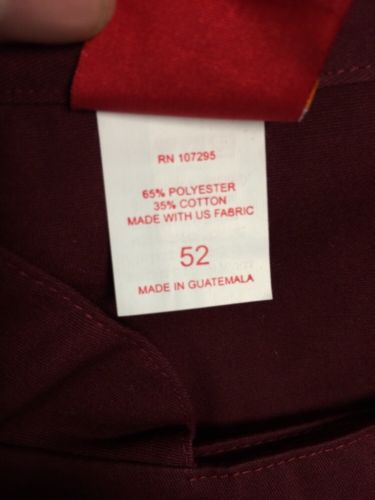 RN 107295
65% POLYESTER
35% COTTON
MADE WITH US FABRIC
52
MADE IN GUATEMALA